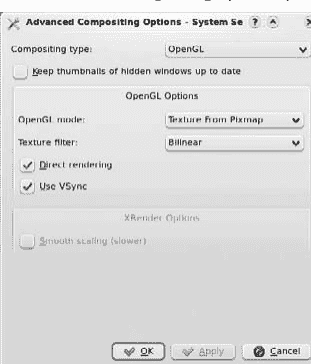 Advanced Compositing Options - System Se
Compositing type: OpenGL
Keep thumbnails of hidden windows up to date
OpenGL Options
OpenGL mode: Texture From Pixmap
Texture filter: Bilinear
Direct rendering
Use VSync
XRender Options
Smooth scaling (slower)
OK Apply Cancel